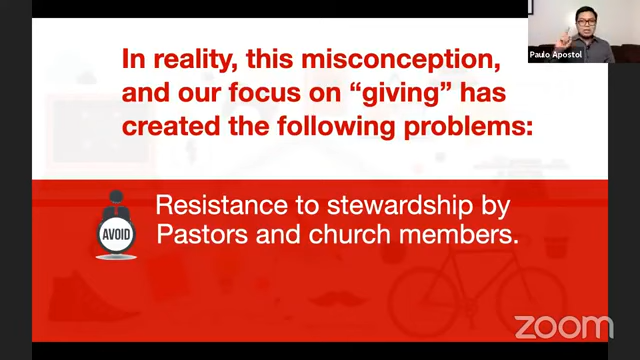 Paulo Apostol
In reality, this misconception,
and our focus on “giving” has
created the following problems:
AVOID
Resistance to stewardship by
Pastors and church members.
zoom